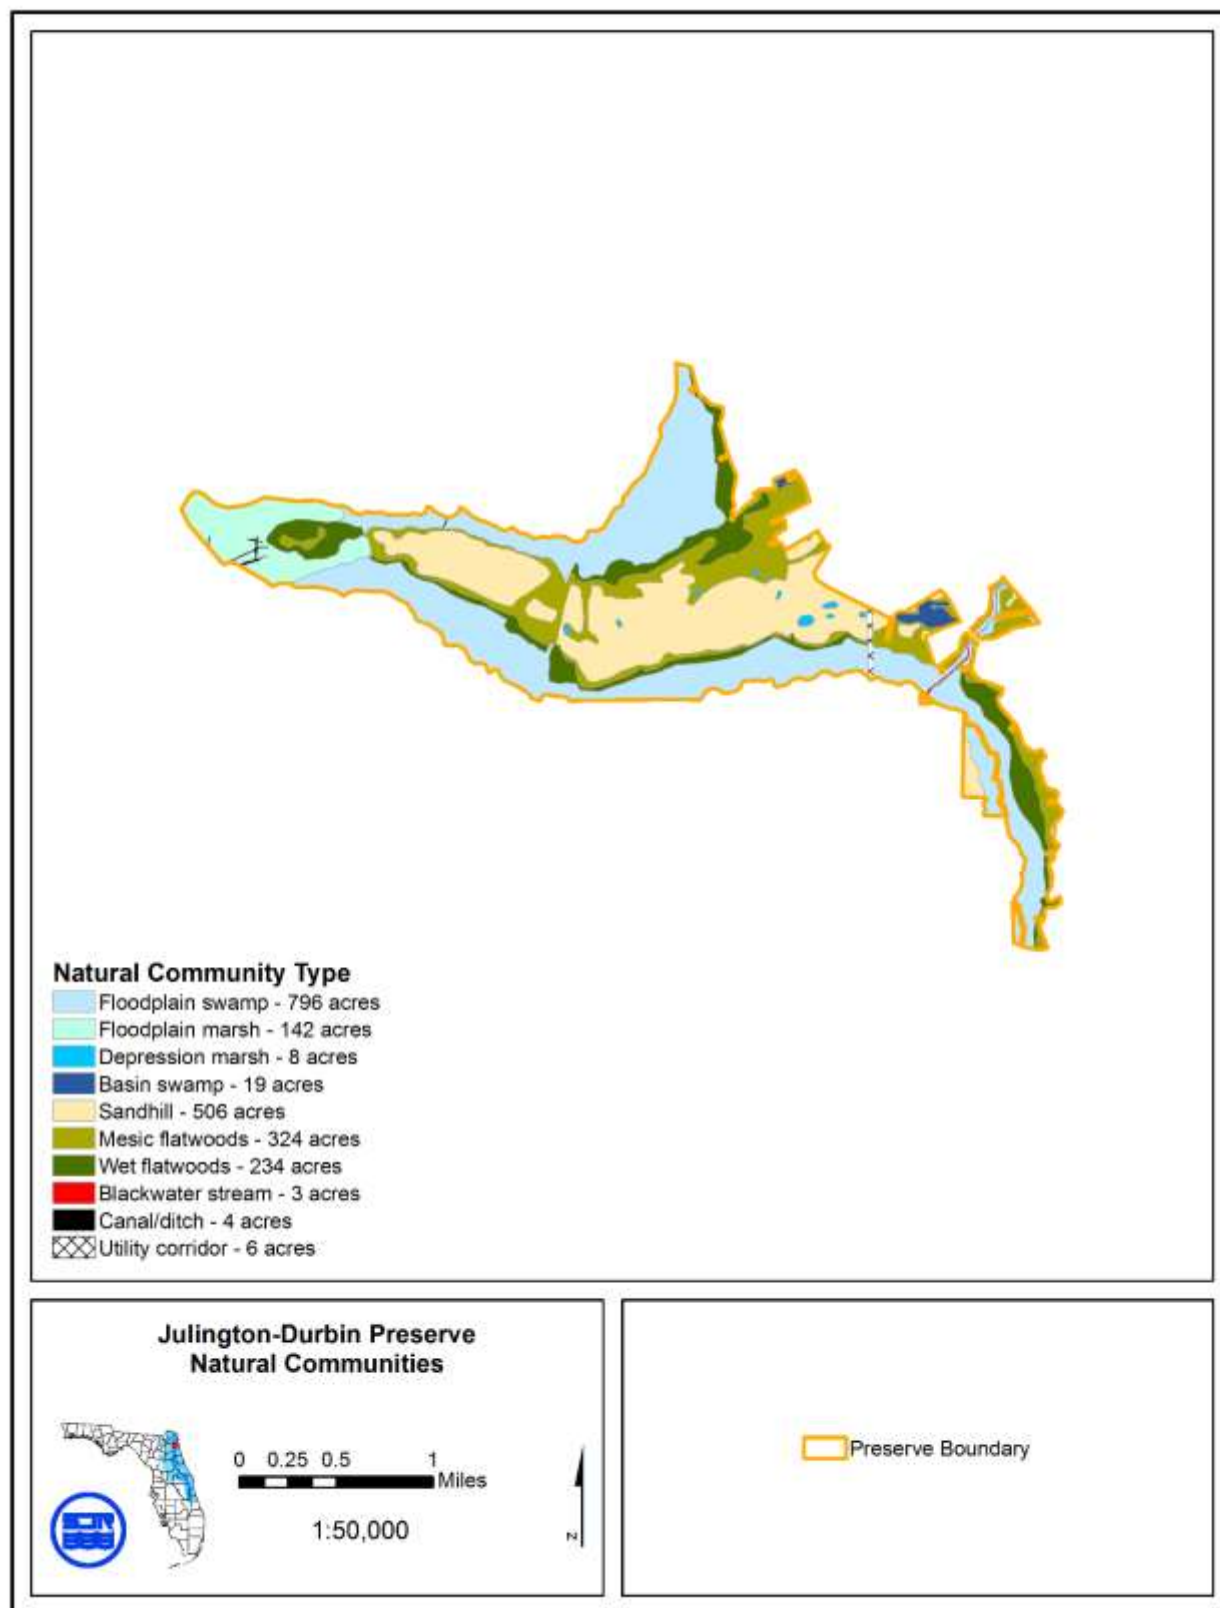 Natural Community Type
Floodplain swamp - 796 acres
Floodplain marsh - 142 acres
Depression marsh - 8 acres
Basin swamp - 19 acres
Sandhill - 506 acres
Mesic flatwoods - 324 acres
Wet flatwoods - 234 acres
Blackwater stream - 3 acres
Canal/ditch - 4 acres
Utility corridor - 6 acres
Julington-Durbin Preserve
Natural Communities
0 0.25 0.5 1
Miles
1:50,000
Z
Preserve Boundary